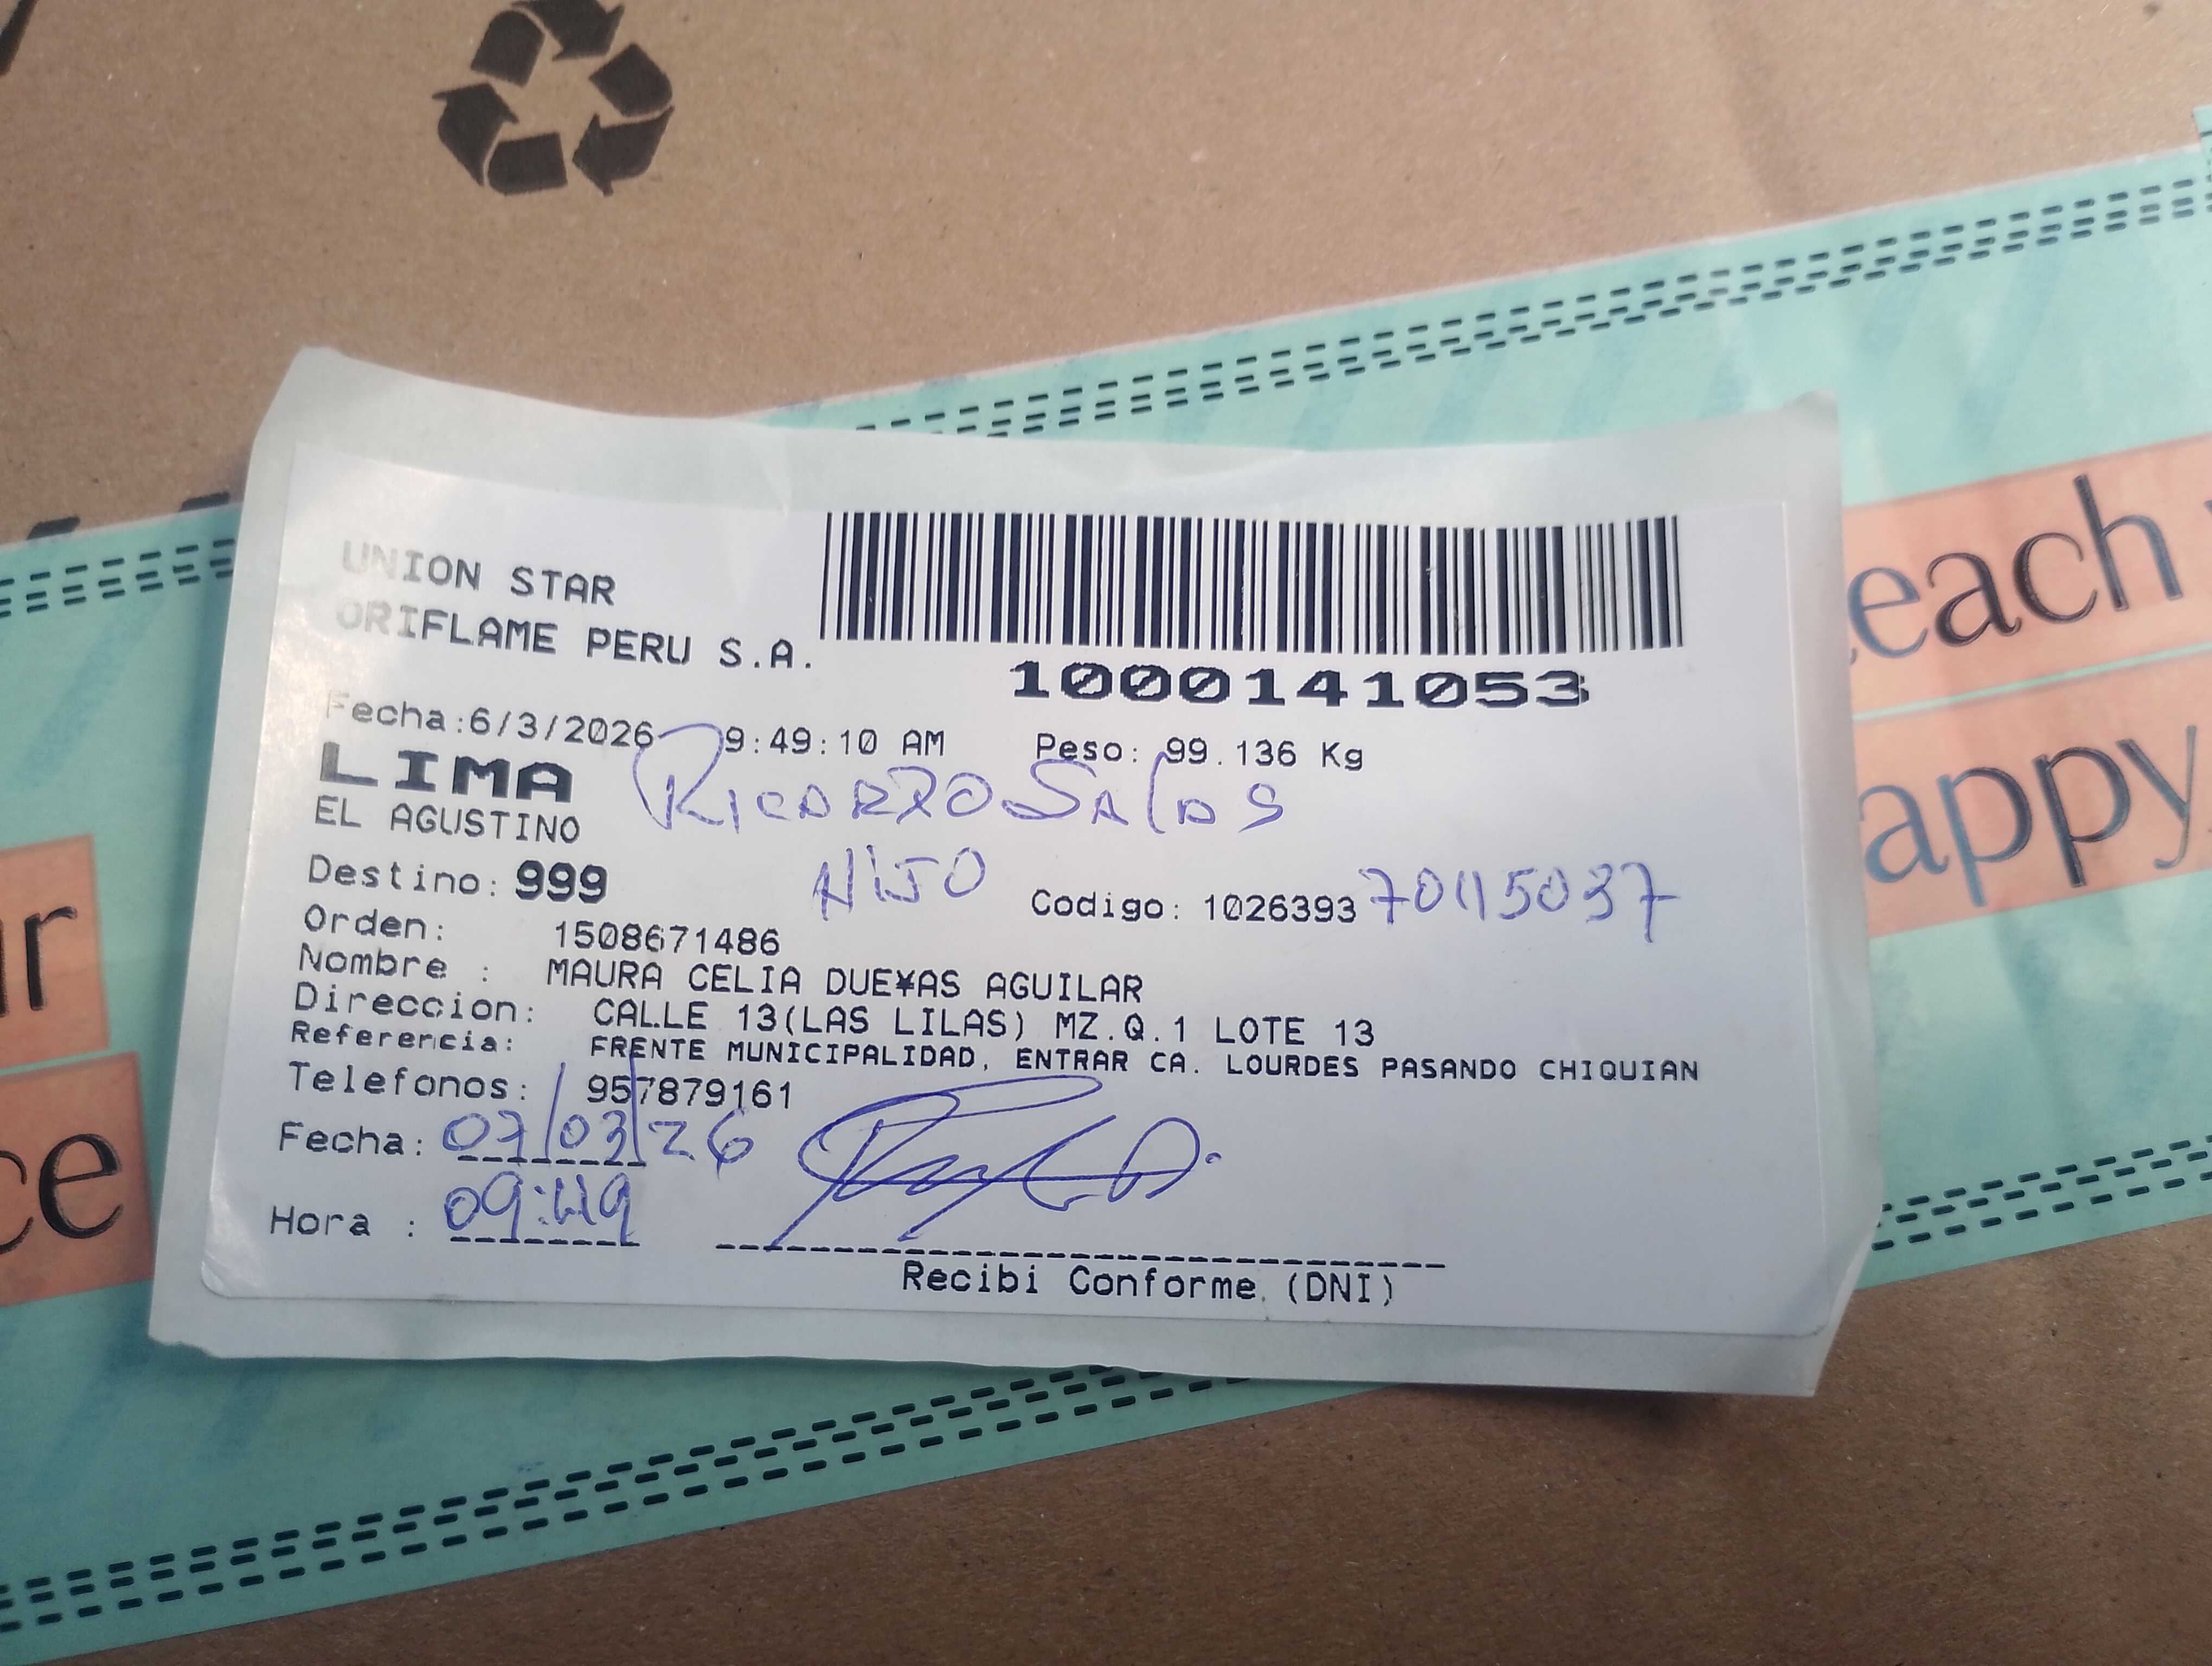 UNION STAR
ORIFLAME PERU S.A.
1000141053
Fecha:6/3/2026 9:49:10 AM Peso: 99.136 Kg
LIMA
RICARDO SALAS
EL AGUSTINO
HIJO
Destino: 999
Codigo: 1026393 70115037
Orden: 1508671486
Nombre : MAURA CELIA DUE¥AS AGUILAR
Direccion: CALLE 13(LAS LILAS) MZ.Q.1 LOTE 13
Referencia: FRENTE MUNICIPALIDAD, ENTRAR CA. LOURDES PASANDO CHIQUIAN
Telefonos: 957879161
Fecha: 07/03/26
Hora : 09:49
Recibi Conforme (DNI)
each
appy